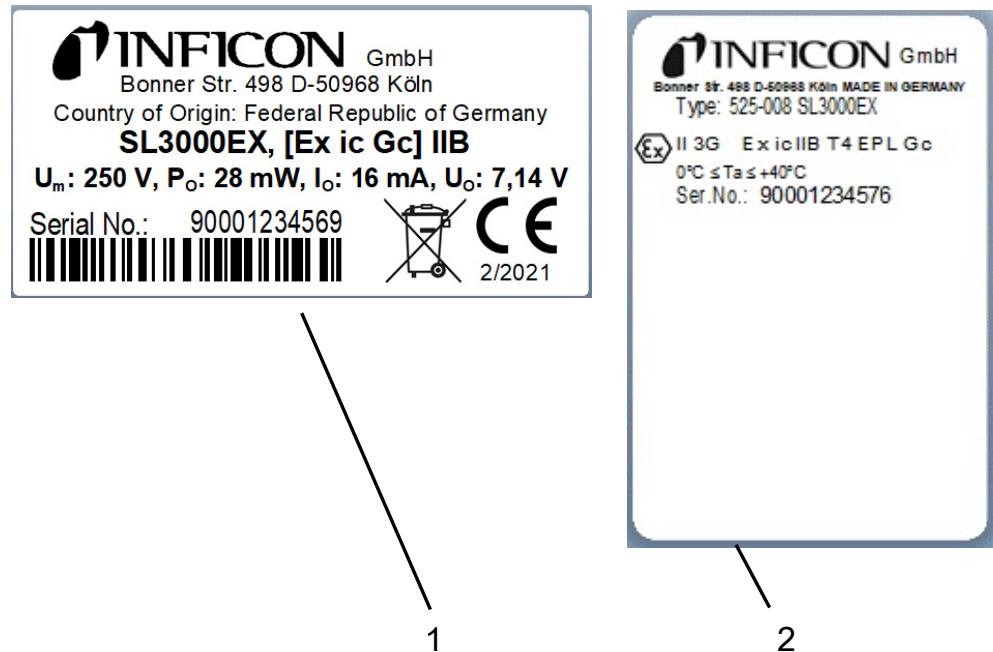 INFICON GmbH
Bonner Str. 498 D-50968 Köln
Country of Origin: Federal Republic of Germany
SL3000EX, [Ex ic Gc] IIB
Um: 250 V, Po: 28 mW, Io: 16 mA, Uo: 7,14 V
Serial No.: 90001234569
CE
2/2021
1
INFICON GmbH
Bonner Str. 498 D-50968 Köln MADE IN GERMANY
Type: 525-008 SL3000EX
Ex II 3G Ex ic IIB T4 EPL Gc
0°C ≤ Ta ≤ +40°C
Ser.No.: 90001234576
2